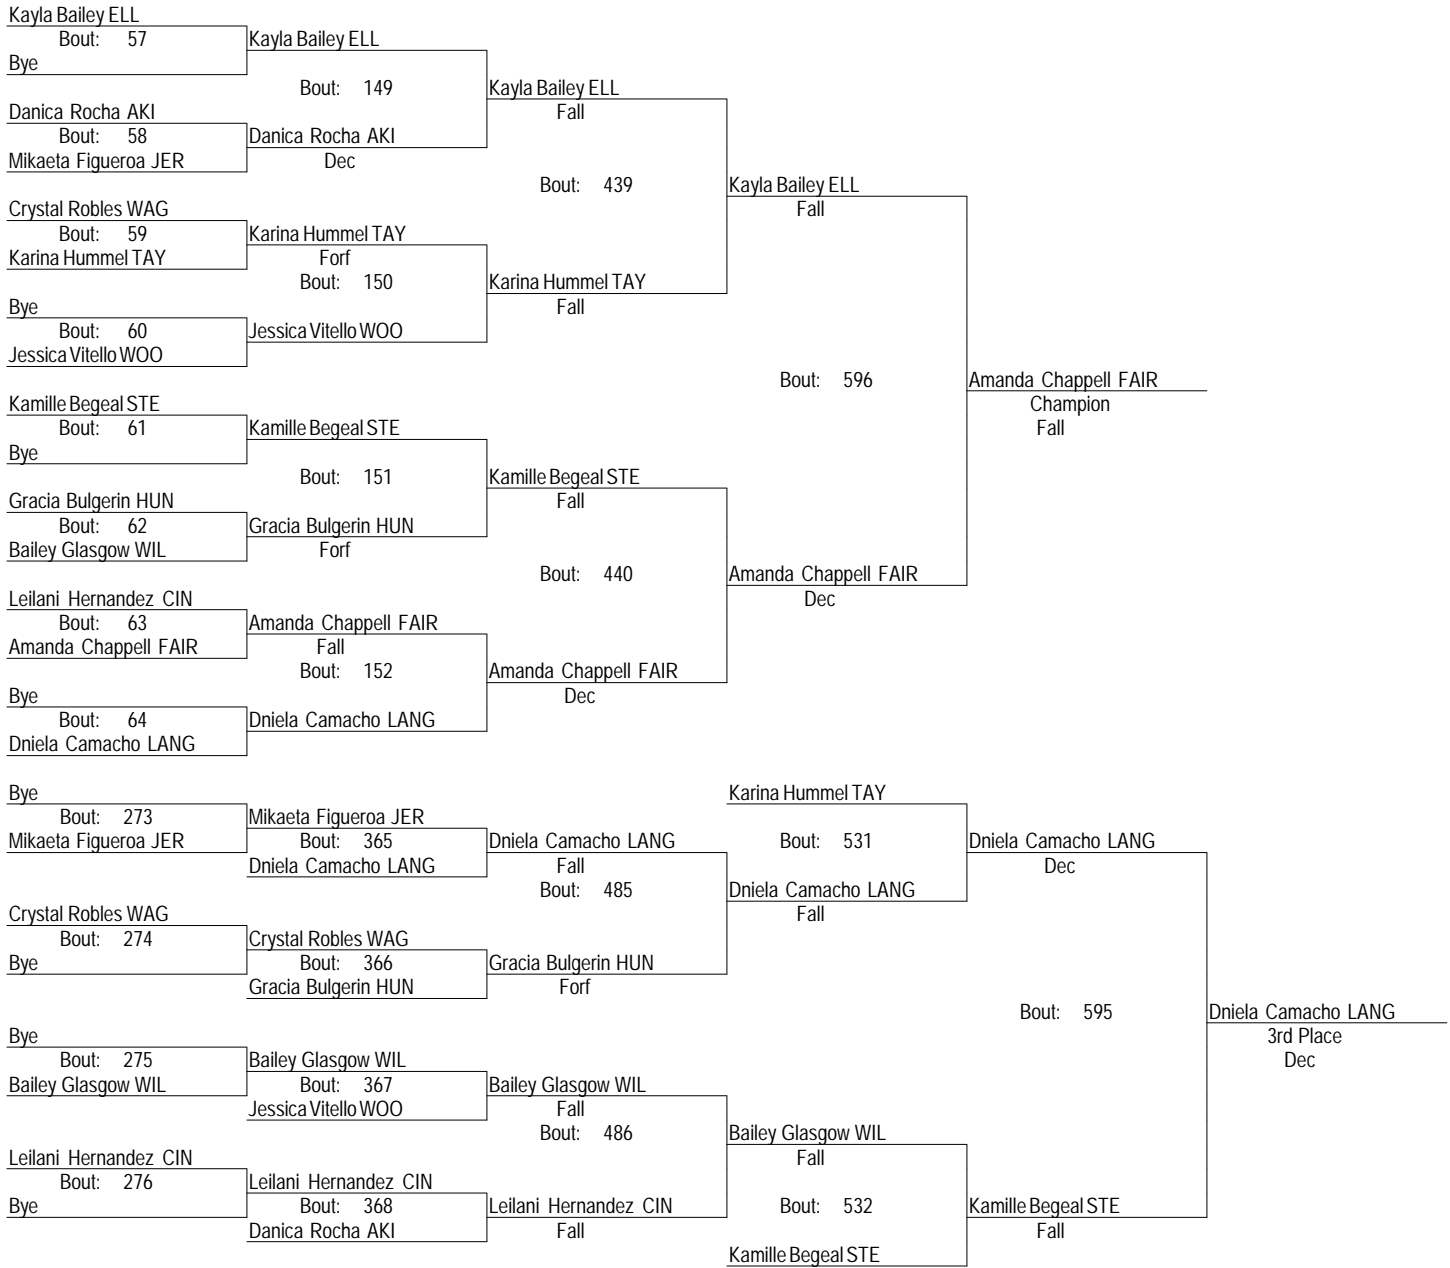 Kayla Bailey ELL
Bout: 57 Kayla Bailey ELL
Bye
Bout: 149 Kayla Bailey ELL
Danica Rocha AKI Fall
Bout: 58 Danica Rocha AKI
Mikaeta Figueroa JER Dec
Bout: 439 Kayla Bailey ELL
Crystal Robles WAG Fall
Bout: 59 Karina Hummel TAY
Karina Hummel TAY Forf
Bout: 150 Karina Hummel TAY
Bye Fall
Bout: 60 Jessica Vitello WOO
Jessica Vitello WOO
Bout: 596 Amanda Chappell FAIR
Kamille Begeal STE Champion
Bout: 61 Kamille Begeal STE Fall
Bye
Bout: 151 Kamille Begeal STE
Gracia Bulgerin HUN Fall
Bout: 62 Gracia Bulgerin HUN
Bailey Glasgow WIL Forf
Bout: 440 Amanda Chappell FAIR
Leilani Hernandez CIN Dec
Bout: 63 Amanda Chappell FAIR
Amanda Chappell FAIR Fall
Bout: 152 Amanda Chappell FAIR
Bye Dec
Bout: 64 Dniela Camacho LANG
Dniela Camacho LANG
Bye Karina Hummel TAY
Bout: 273 Mikaeta Figueroa JER
Mikaeta Figueroa JER Bout: 365 Dniela Camacho LANG Bout: 531 Dniela Camacho LANG
Dniela Camacho LANG Fall Dec
Bout: 485 Dniela Camacho LANG
Crystal Robles WAG Fall
Bout: 274 Crystal Robles WAG
Bye Bout: 366 Gracia Bulgerin HUN
Gracia Bulgerin HUN Forf
Bout: 595 Dniela Camacho LANG
Bye 3rd Place
Bout: 275 Bailey Glasgow WIL Dec
Bailey Glasgow WIL Bout: 367 Bailey Glasgow WIL
Jessica Vitello WOO Fall
Bout: 486 Bailey Glasgow WIL
Leilani Hernandez CIN Fall
Bout: 276 Leilani Hernandez CIN
Bye Bout: 368 Leilani Hernandez CIN Bout: 532 Kamille Begeal STE
Danica Rocha AKI Fall Fall
Kamille Begeal STE